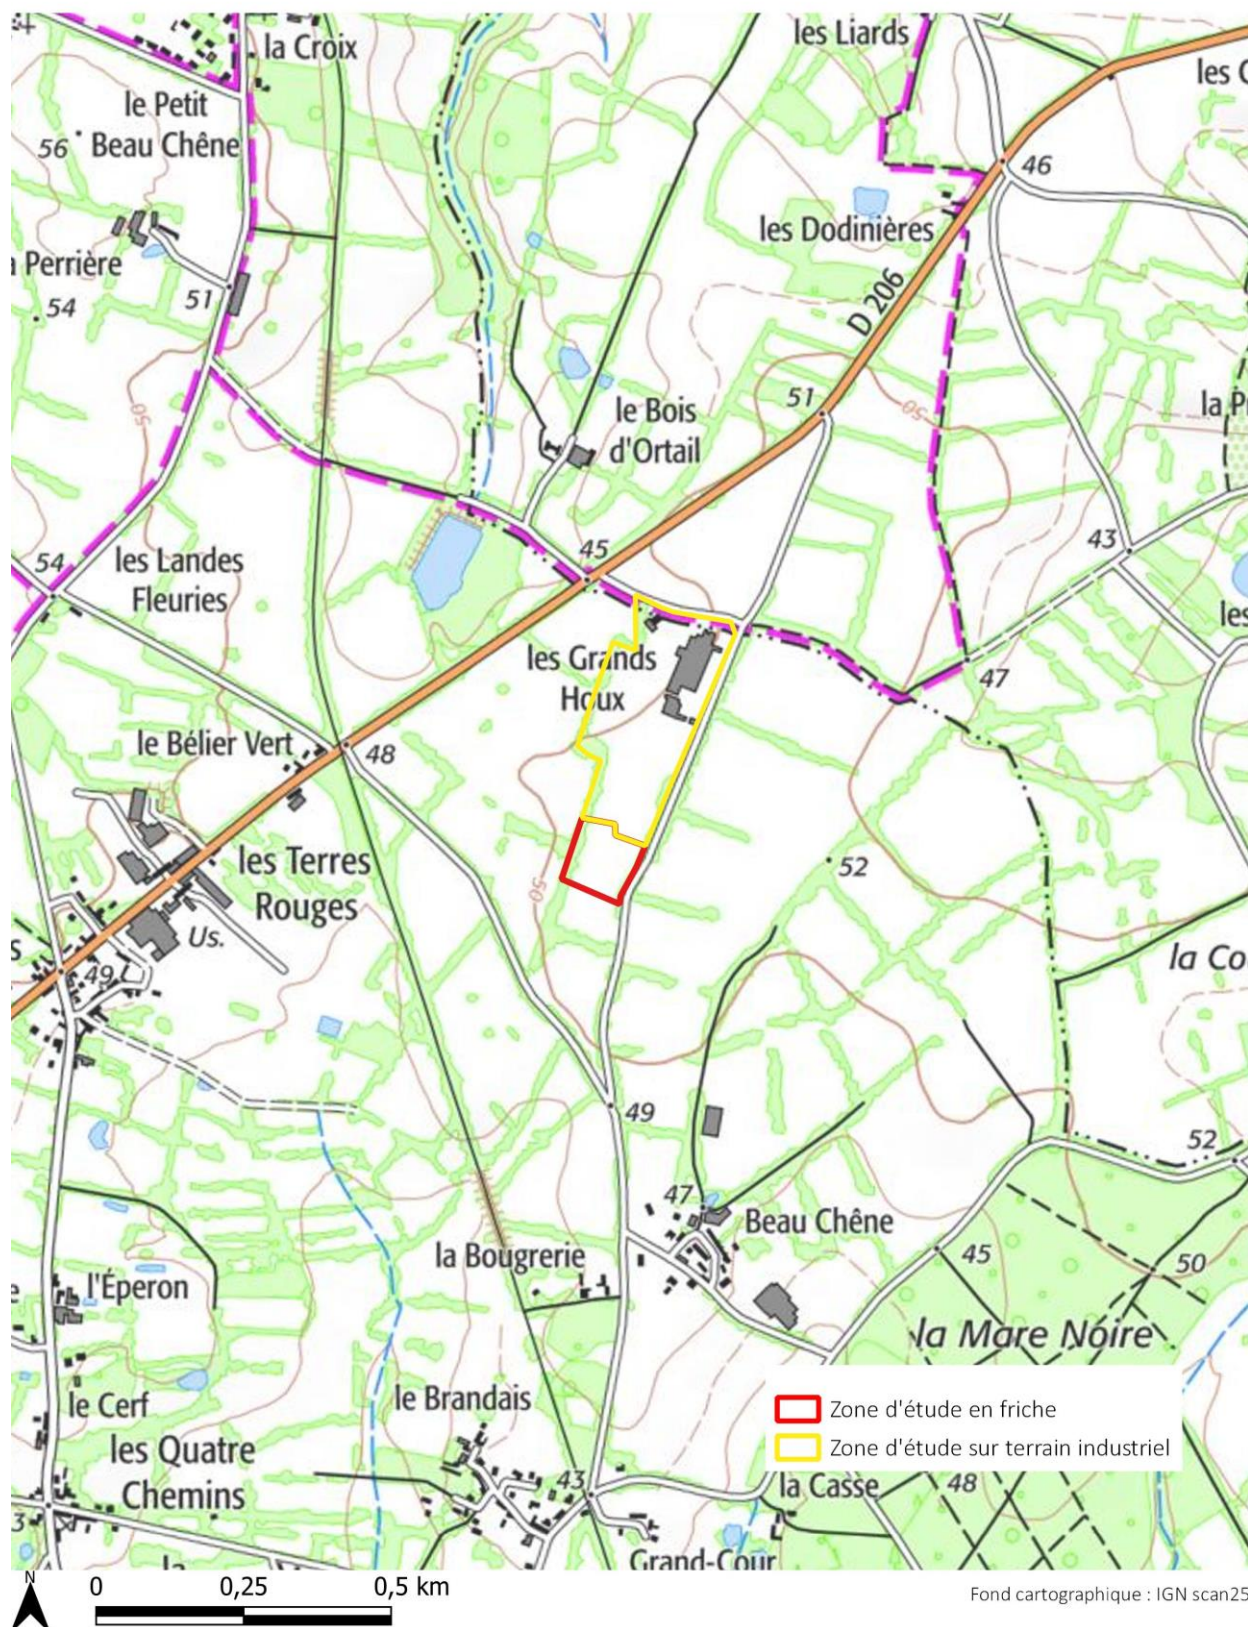 la Croix
les Liards
le Petit
Beau Chêne
56
46
les Dodinières
Perrière
54
51
D 206
50
le Bois
d'Ortail
51
50
45
43
54
les Landes
Fleuries
les Grands
Houx
47
le Bélier Vert
48
les Terres
Rouges
52
50
Us.
49
49
52
47
Beau Chêne
45
50
la Bougrerie
l'Éperon
la Mare Noire
le Brandais
le Cerf
les Quatre
Chemins
Zone d'étude en friche
Zone d'étude sur terrain industriel
43
la Casse
48
Grand-Cour
N
0 0,25 0,5 km
Fond cartographique : IGN scan25